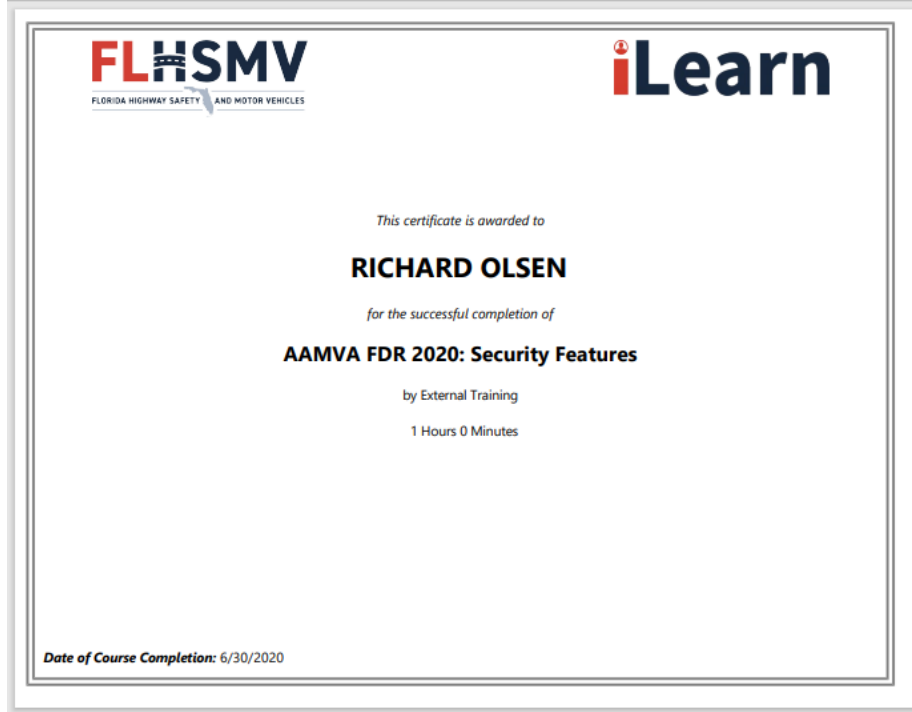 FLHSMV
FLORIDA HIGHWAY SAFETY AND MOTOR VEHICLES
iLearn
This certificate is awarded to
RICHARD OLSEN
for the successful completion of
AAMVA FDR 2020: Security Features
by External Training
1 Hours 0 Minutes
Date of Course Completion: 6/30/2020